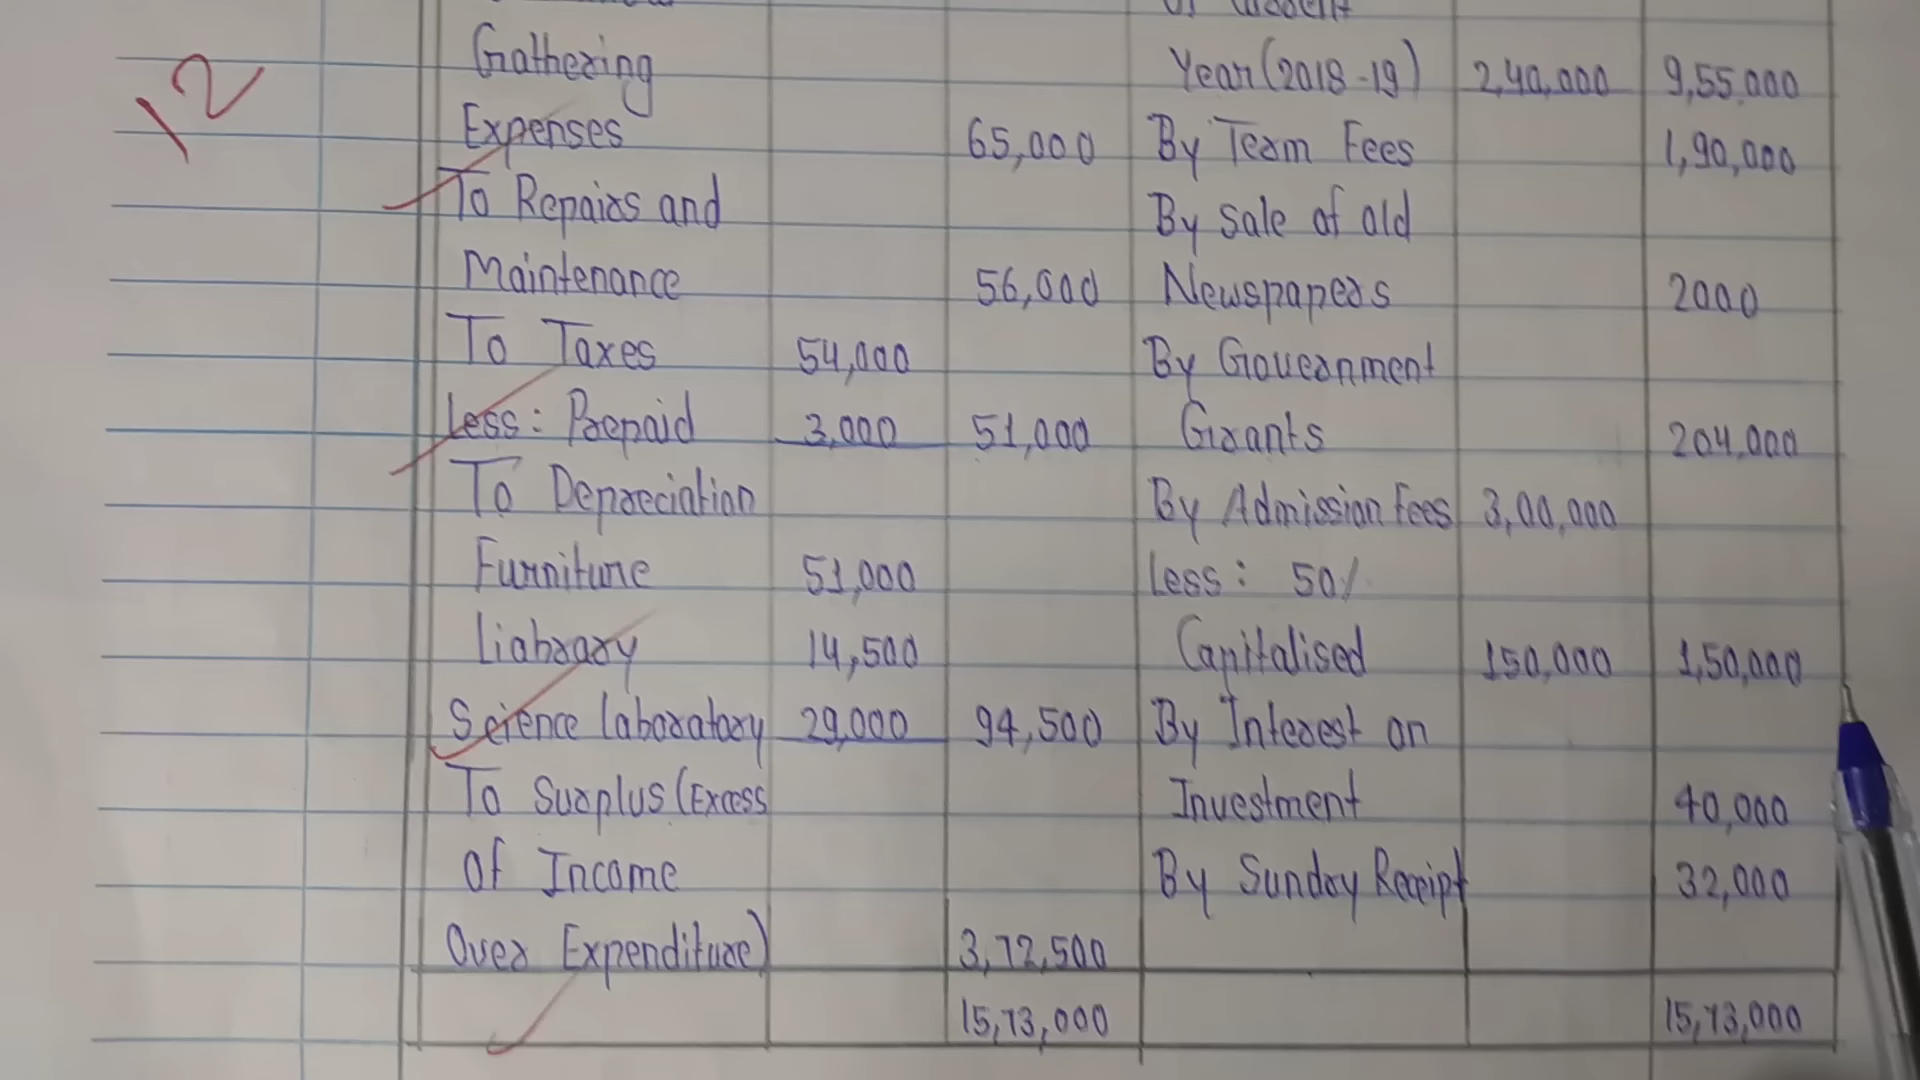 12
Gathering Year (2018-19) 2,40,000 9,55,000
Expenses 65,000 By Team Fees 1,90,000
To Repairs and By Sale of old
Maintenance 56,000 Newspapers 2000
To Taxes 54,000 By Government
Less: Prepaid 3,000 51,000 Grants 204,000
To Depreciation By Admission Fees 3,00,000
Furniture 51,000 Less: 50%
Liabrary 14,500 Capitalised 150,000 1,50,000
Science laboratory 29,000 94,500 By Interest on
To Surplus (Excess Investment 40,000
Of Income By Sunday Receipt 32,000
Over Expenditure) 3,72,500
15,73,000 15,73,000